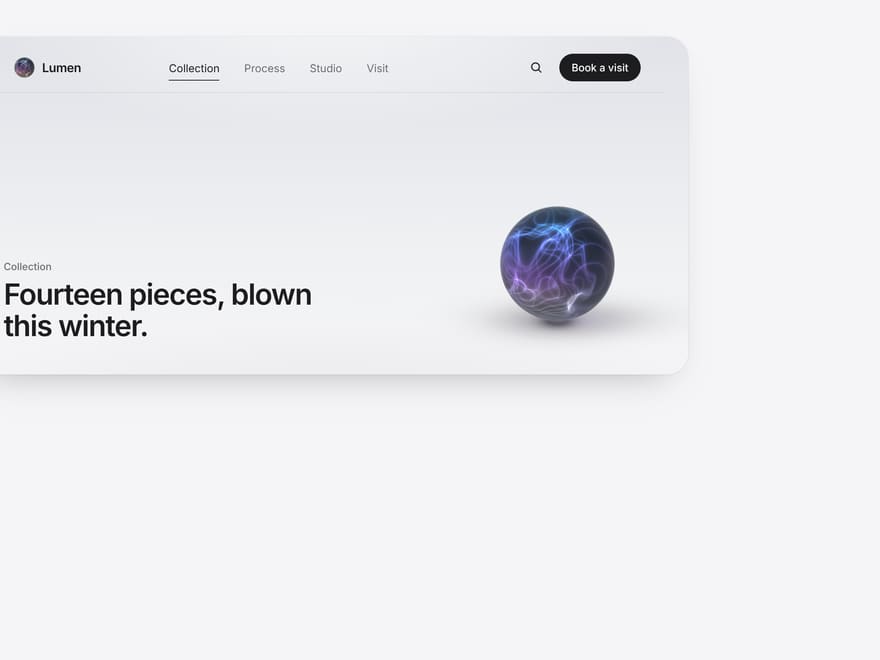 Lumen
Collection
Process
Studio
Visit
Book a visit
Collection
Fourteen pieces, blown
this winter.